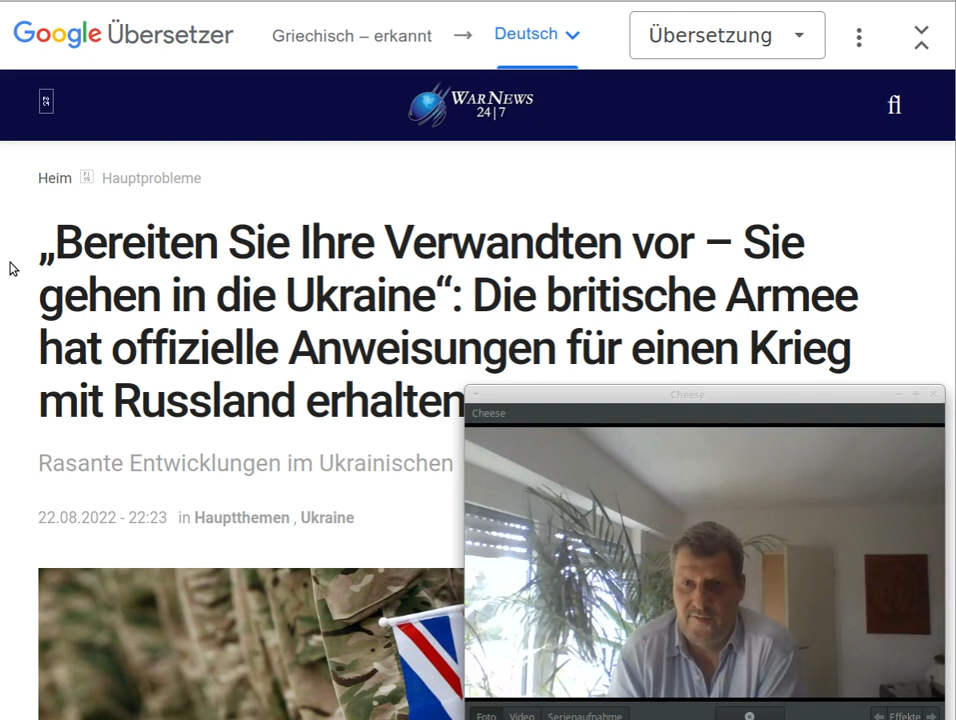 Google Übersetzer
Griechisch – erkannt → Deutsch
Übersetzung
WARNEWS
24|7
fl
Heim
Hauptprobleme
„Bereiten Sie Ihre Verwandten vor – Sie
gehen in die Ukraine“: Die britische Armee
hat offizielle Anweisungen für einen Krieg
mit Russland erhalten
Rasante Entwicklungen im Ukrainischen
22.08.2022 - 22:23 in Hauptthemen , Ukraine
Cheese
Cheese
Foto Video Serienaufnahme
Effekte